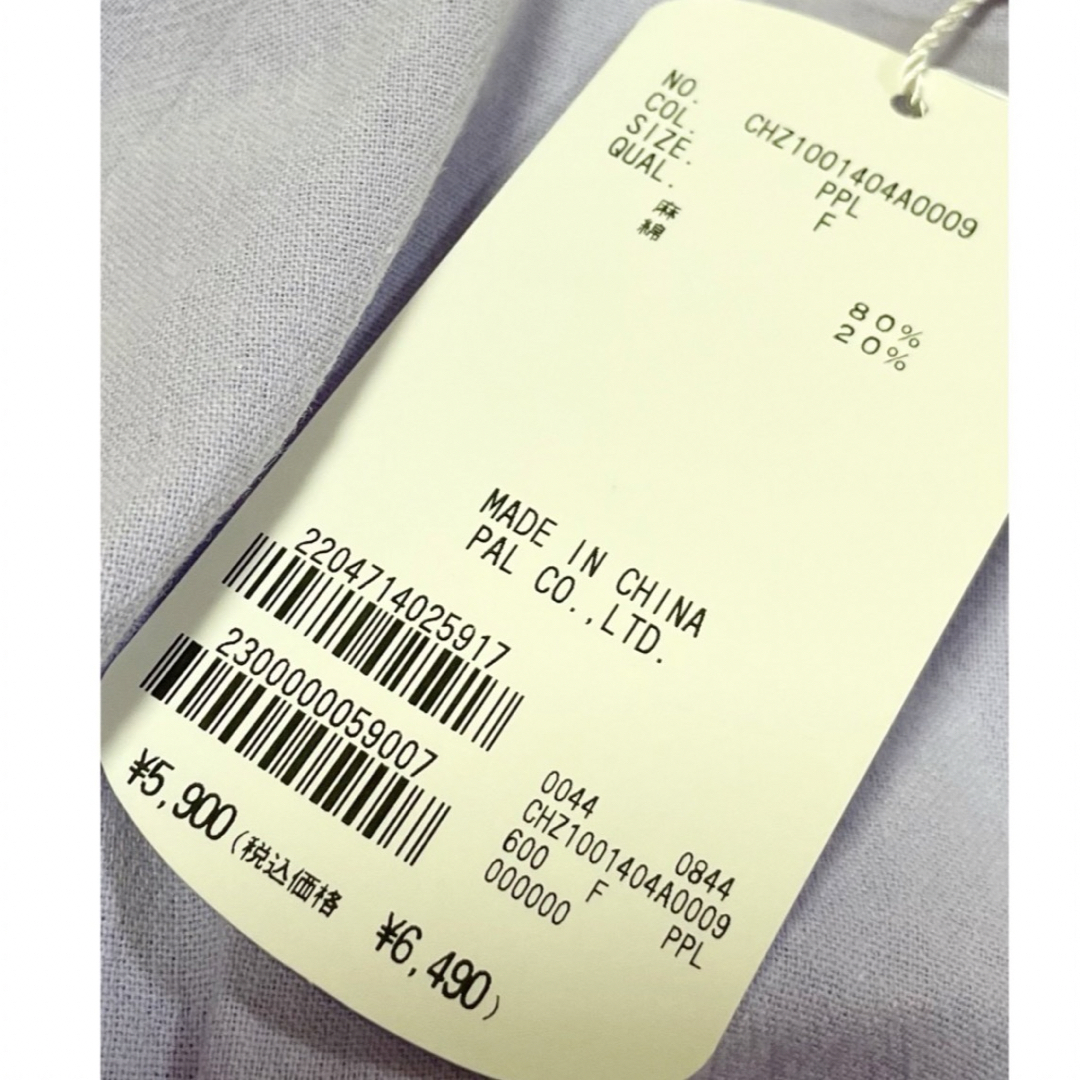 NO. CHZ1001404A0009
COL. PPL
SIZE. F
QUAL.
麻 80%
綿 20%
MADE IN CHINA
PAL CO.,LTD.
2204714025917
2300000059007
¥5,900(税込価格 ¥6,490)
0044 0844
CHZ1001404A0009
600 F PPL
000000